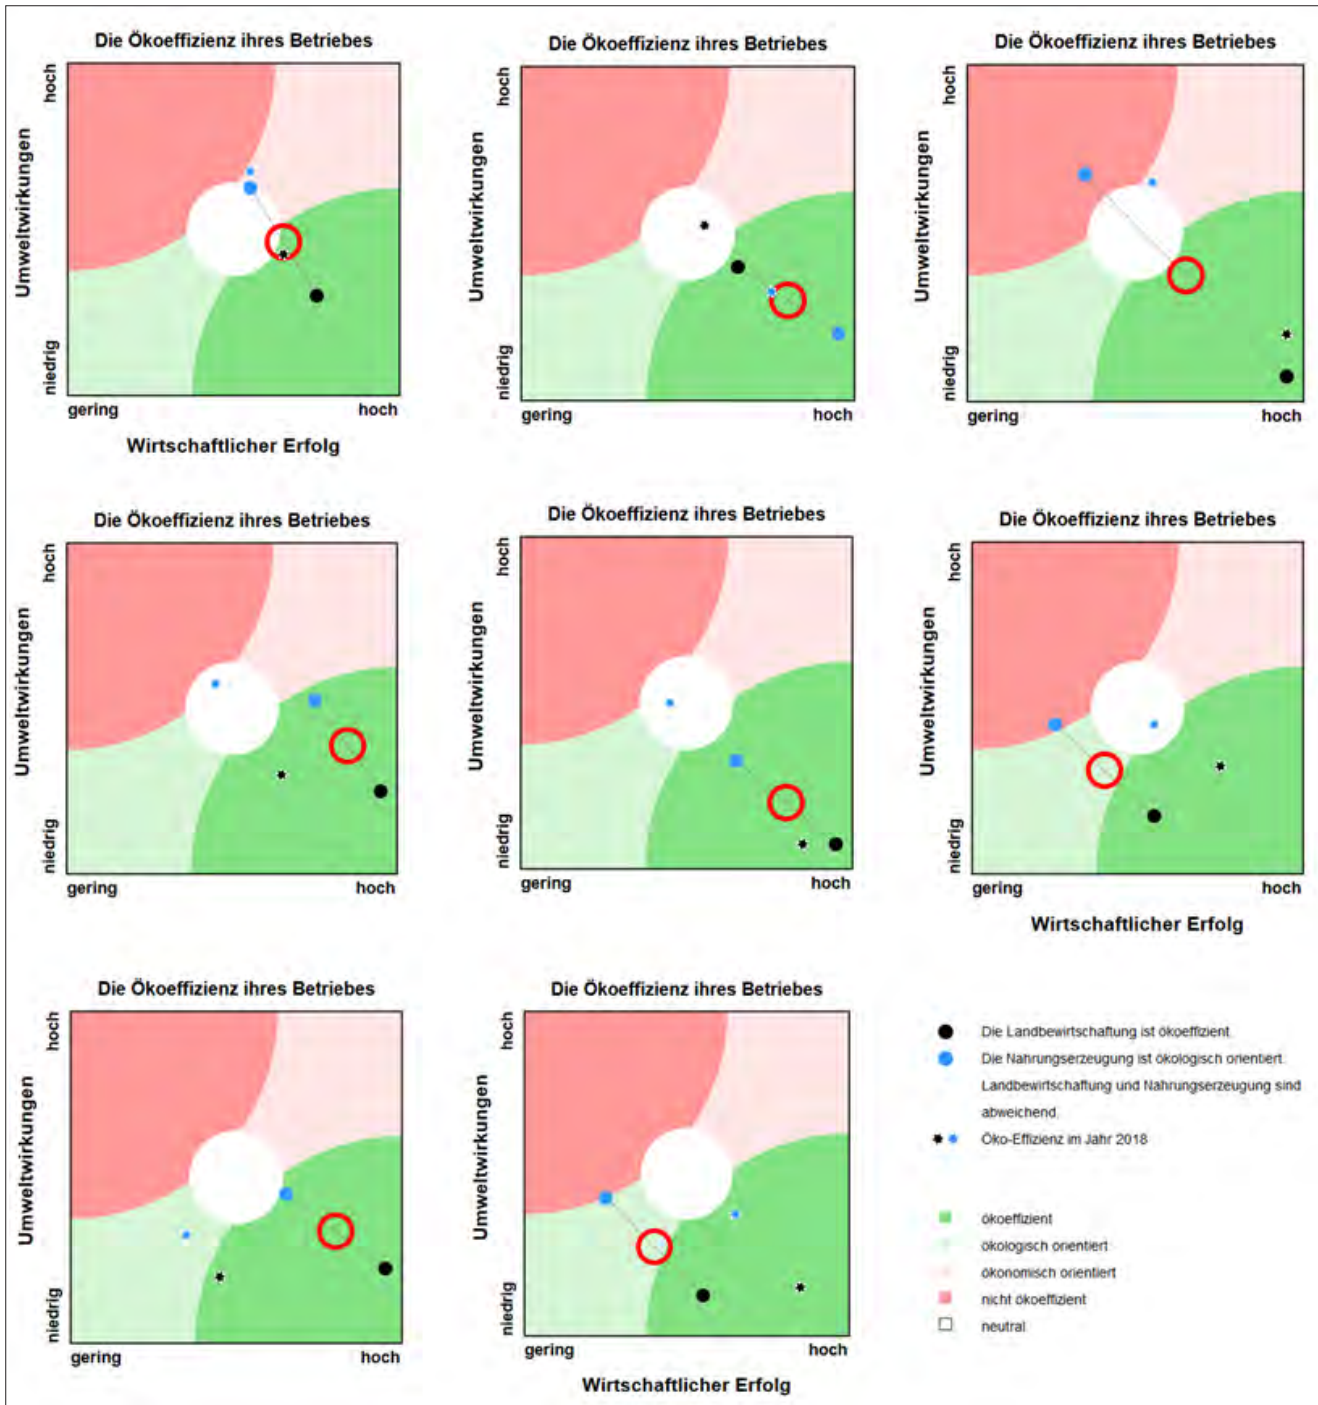 Die Ökoeffizienz ihres Betriebes
hoch
Umweltwirkungen
niedrig
gering hoch
Wirtschaftlicher Erfolg
Die Ökoeffizienz ihres Betriebes
hoch
Umweltwirkungen
niedrig
gering hoch
Die Ökoeffizienz ihres Betriebes
hoch
Umweltwirkungen
niedrig
gering hoch
Die Ökoeffizienz ihres Betriebes
hoch
Umweltwirkungen
niedrig
gering hoch
Die Ökoeffizienz ihres Betriebes
hoch
Umweltwirkungen
niedrig
gering hoch
Die Ökoeffizienz ihres Betriebes
hoch
Umweltwirkungen
niedrig
gering hoch
Wirtschaftlicher Erfolg
Die Ökoeffizienz ihres Betriebes
hoch
Umweltwirkungen
niedrig
gering hoch
Die Ökoeffizienz ihres Betriebes
hoch
Umweltwirkungen
niedrig
gering hoch
Wirtschaftlicher Erfolg
Die Landbewirtschaftung ist ökoeffizient.
Die Nahrungserzeugung ist ökologisch orientiert.
Landbewirtschaftung und Nahrungserzeugung sind
abweichend.
Öko-Effizienz im Jahr 2018
ökoeffizient
ökologisch orientiert
ökonomisch orientiert
nicht ökoeffizient
neutral